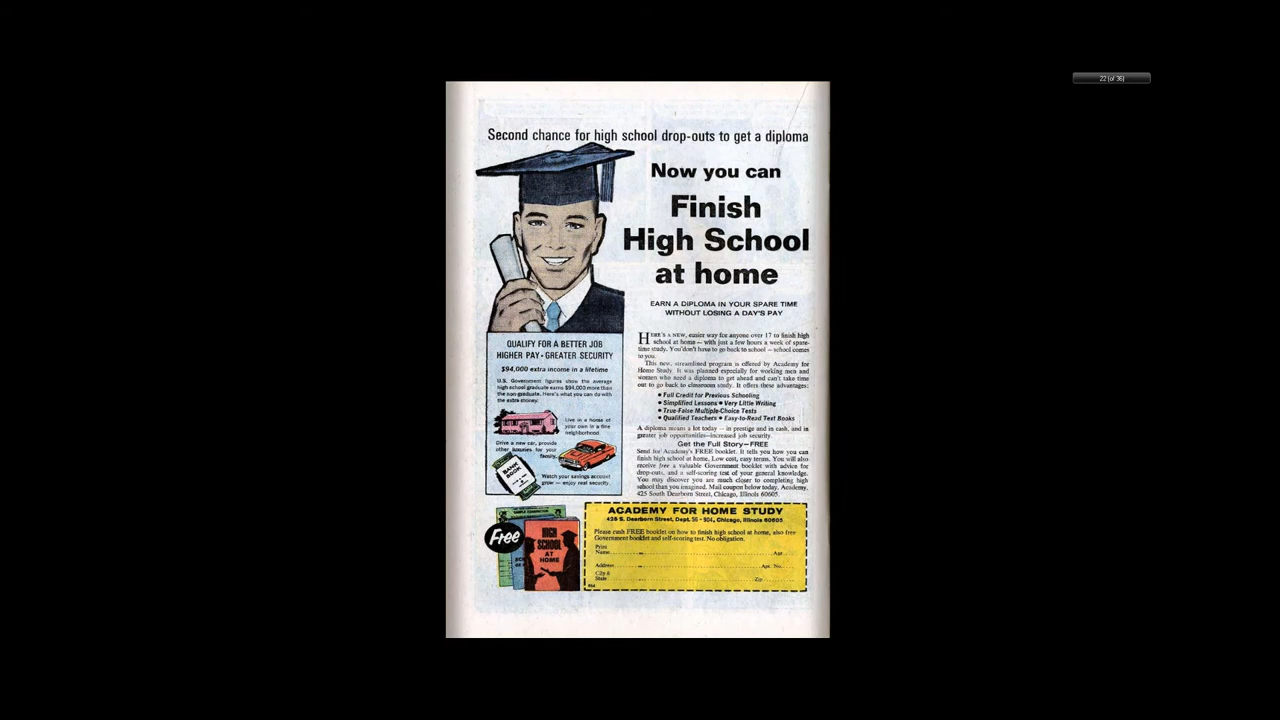 22 (of 36)
Second chance for high school drop-outs to get a diploma
Now you can
Finish
High School
at home
EARN A DIPLOMA IN YOUR SPARE TIME
WITHOUT LOSING A DAY'S PAY
HERE'S A NEW, easier way for anyone over 17 to finish high
school at home — with just a few hours a week of spare-
time study. You don't have to go back to school — school comes
to you.
This new, streamlined program is offered by Academy for
Home Study. It was planned especially for working men and
women who need a diploma to get ahead and can't take time
out to go back to classroom study. It offers these advantages:
• Full Credit for Previous Schooling
• Simplified Lessons • Very Little Writing
• True-False Multiple-Choice Tests
• Qualified Teachers • Easy-to-Read Text Books
A diploma means a lot today — in prestige and in cash, and in
greater job opportunities—increased job security.
Get the Full Story—FREE
Send for Academy's FREE booklet. It tells you how you can
finish high school at home. Low cost, easy terms. You will also
receive free a valuable Government booklet with advice for
drop-outs, and a self-scoring test of your general knowledge.
You may discover you are much closer to completing high
school than you imagined. Mail coupon below today. Academy,
425 South Dearborn Street, Chicago, Illinois 60605.
QUALIFY FOR A BETTER JOB
HIGHER PAY • GREATER SECURITY
$94,000 extra income in a lifetime
U.S. Government figures show the average
high school graduate earns $94,000 more than
the non-graduate. Here's what you can do with
the extra money:
Live in a home of
your own in a fine
neighborhood.
Drive a new car, provide
other luxuries for your
family.
BANK
BOOK
Watch your savings account
grow — enjoy real security.
Free
HIGH
SCHOOL
AT
HOME
ACADEMY FOR HOME STUDY
425 S. Dearborn Street, Dept. 56 - 904, Chicago, Illinois 60605
Please rush FREE booklet on how to finish high school at home, also free
Government booklet and self-scoring test. No obligation.
Print
Name Age
Address Apt. No.
City &
State Zip